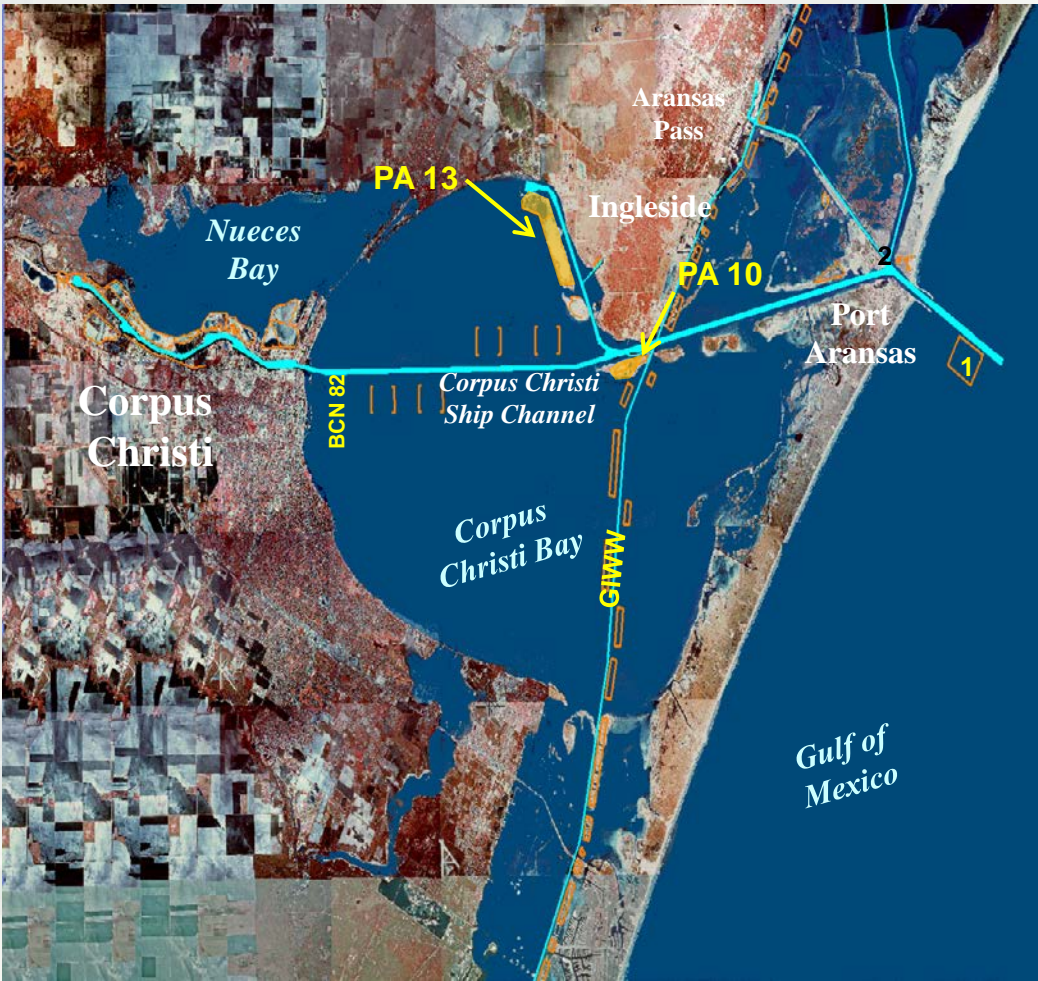 Aransas
Pass
PA 13
Ingleside
Nueces
Bay
2
PA 10
Port
Aransas
1
BCN 82
Corpus Christi
Ship Channel
Corpus
Christi
Corpus
Christi Bay
GIWW
Gulf of
Mexico